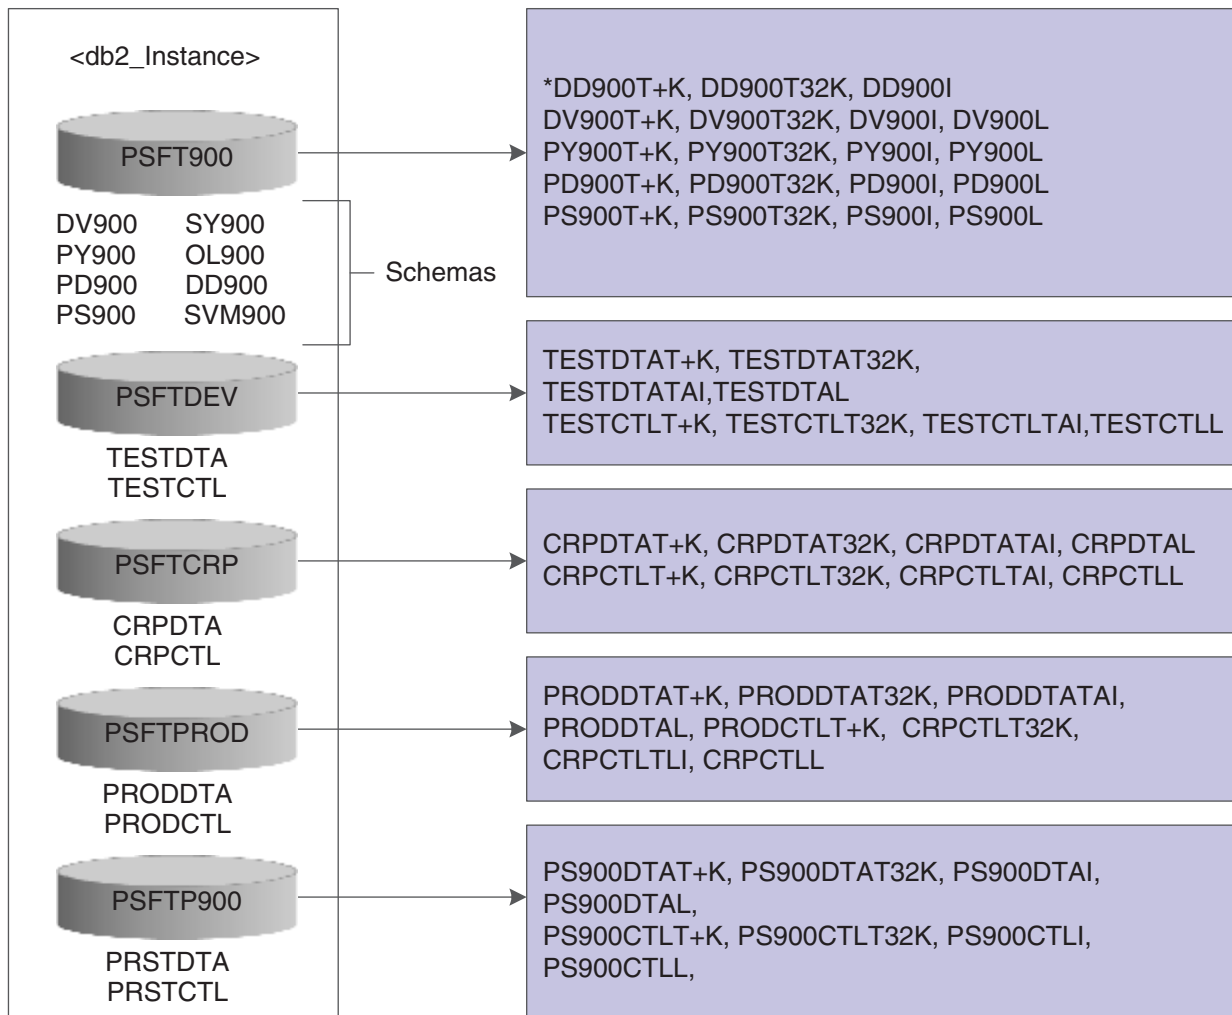 <db2_Instance>
PSFT900
DV900 SY900
PY900 OL900
PD900 DD900
PS900 SVM900
Schemas
*DD900T+K, DD900T32K, DD900I
DV900T+K, DV900T32K, DV900I, DV900L
PY900T+K, PY900T32K, PY900I, PY900L
PD900T+K, PD900T32K, PD900I, PD900L
PS900T+K, PS900T32K, PS900I, PS900L
PSFTDEV
TESTDTA
TESTCTL
TESTDTAT+K, TESTDTAT32K,
TESTDTATAI,TESTDTAL
TESTCTLT+K, TESTCTLT32K, TESTCTLTAI,TESTCTLL
PSFTCRP
CRPDTA
CRPCTL
CRPDTAT+K, CRPDTAT32K, CRPDTATAI, CRPDTAL
CRPCTLT+K, CRPCTLT32K, CRPCTLTAI, CRPCTLL
PSFTPROD
PRODDTA
PRODCTL
PRODDTAT+K, PRODDTAT32K, PRODDTATAI,
PRODDTAL, PRODCTLT+K, CRPCTLT32K,
CRPCTLTLI, CRPCTLL
PSFTP900
PRSTDTA
PRSTCTL
PS900DTAT+K, PS900DTAT32K, PS900DTAI,
PS900DTAL,
PS900CTLT+K, PS900CTLT32K, PS900CTLI,
PS900CTLL,